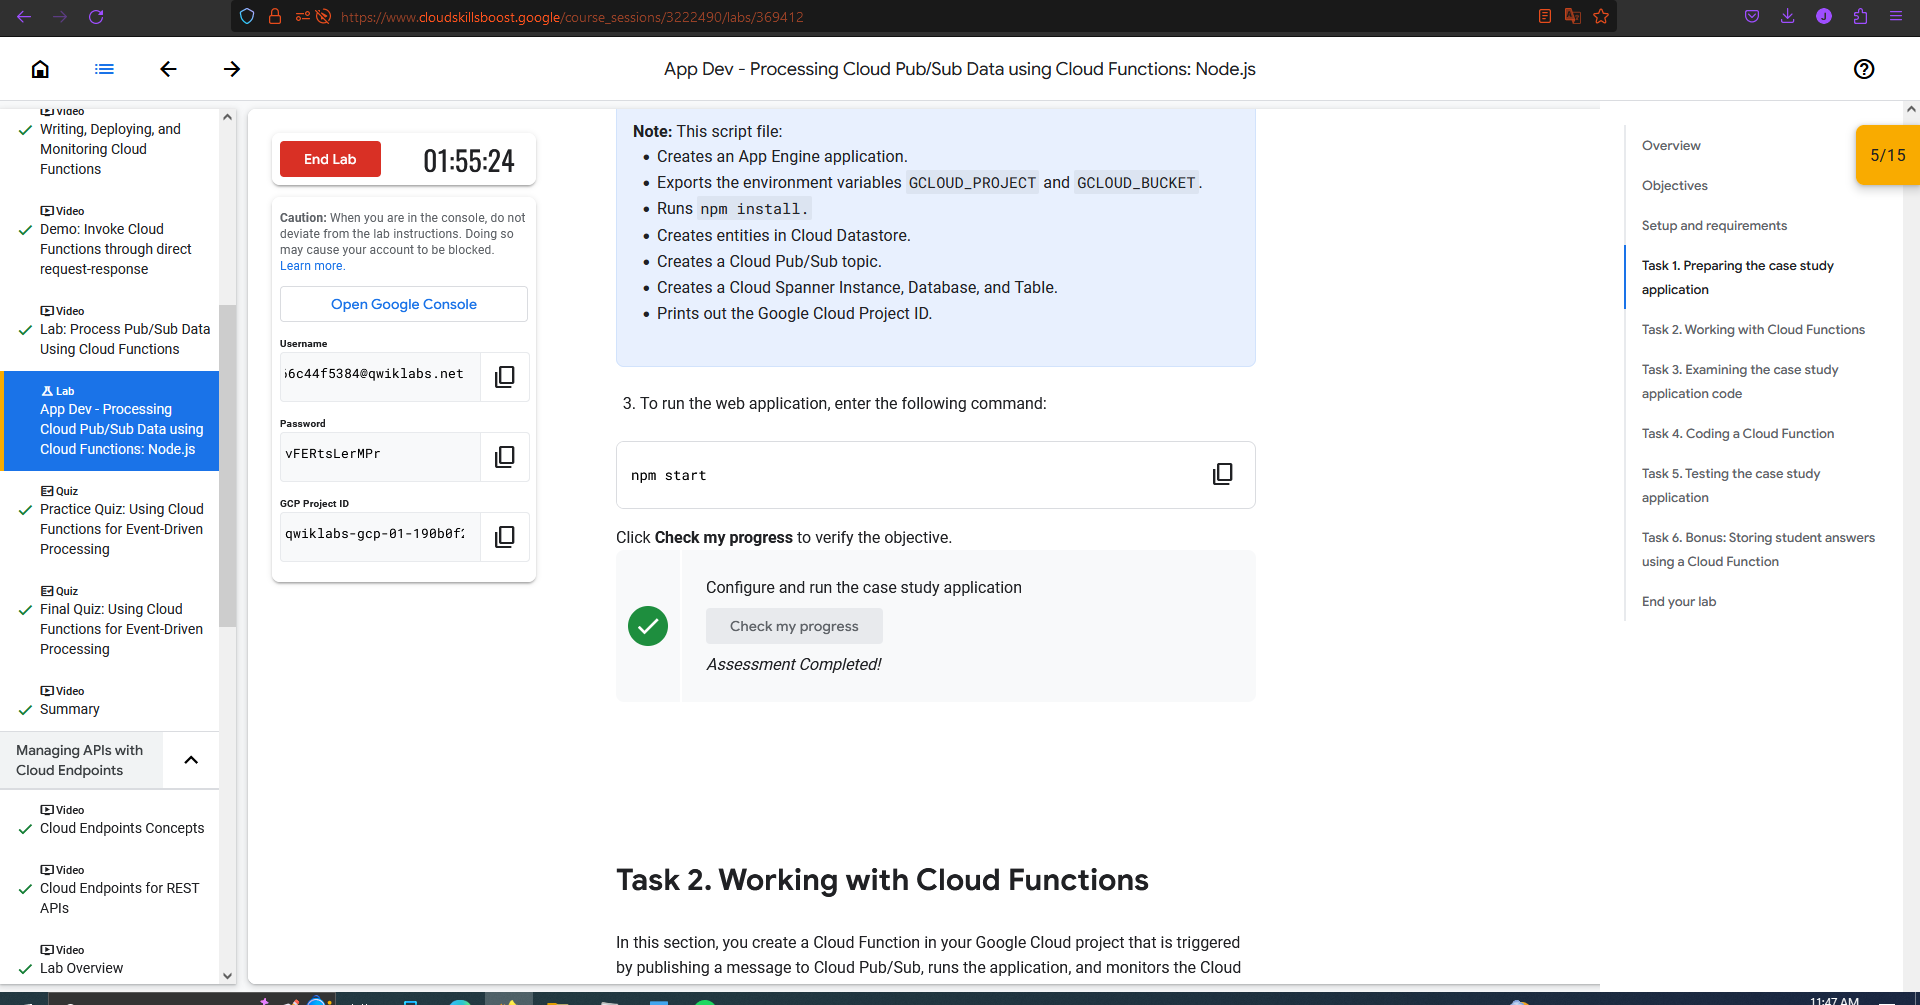 https://www.cloudskillsboost.google/course_sessions/3222490/labs/369412
App Dev - Processing Cloud Pub/Sub Data using Cloud Functions: Node.js
Video
Writing, Deploying, and
Monitoring Cloud
Functions
Video
Demo: Invoke Cloud
Functions through direct
request-response
Video
Lab: Process Pub/Sub Data
Using Cloud Functions
Lab
App Dev - Processing
Cloud Pub/Sub Data using
Cloud Functions: Node.js
Quiz
Practice Quiz: Using Cloud
Functions for Event-Driven
Processing
Quiz
Final Quiz: Using Cloud
Functions for Event-Driven
Processing
Video
Summary
Managing APIs with
Cloud Endpoints
Video
Cloud Endpoints Concepts
Video
Cloud Endpoints for REST
APIs
Video
Lab Overview
End Lab
01:55:24
Caution: When you are in the console, do not
deviate from the lab instructions. Doing so
may cause your account to be blocked.
Learn more.
Open Google Console
Username
6c44f5384@qwiklabs.net
Password
vFERtsLerMPr
GCP Project ID
qwiklabs-gcp-01-190b0f2
Note: This script file:
• Creates an App Engine application.
• Exports the environment variables GCLOUD_PROJECT and GCLOUD_BUCKET.
• Runs npm install.
• Creates entities in Cloud Datastore.
• Creates a Cloud Pub/Sub topic.
• Creates a Cloud Spanner Instance, Database, and Table.
• Prints out the Google Cloud Project ID.
3. To run the web application, enter the following command:
npm start
Click Check my progress to verify the objective.
Configure and run the case study application
Check my progress
Assessment Completed!
Task 2. Working with Cloud Functions
In this section, you create a Cloud Function in your Google Cloud project that is triggered
by publishing a message to Cloud Pub/Sub, runs the application, and monitors the Cloud
Overview
Objectives
Setup and requirements
Task 1. Preparing the case study
application
Task 2. Working with Cloud Functions
Task 3. Examining the case study
application code
Task 4. Coding a Cloud Function
Task 5. Testing the case study
application
Task 6. Bonus: Storing student answers
using a Cloud Function
End your lab
5/15
11:47 AM